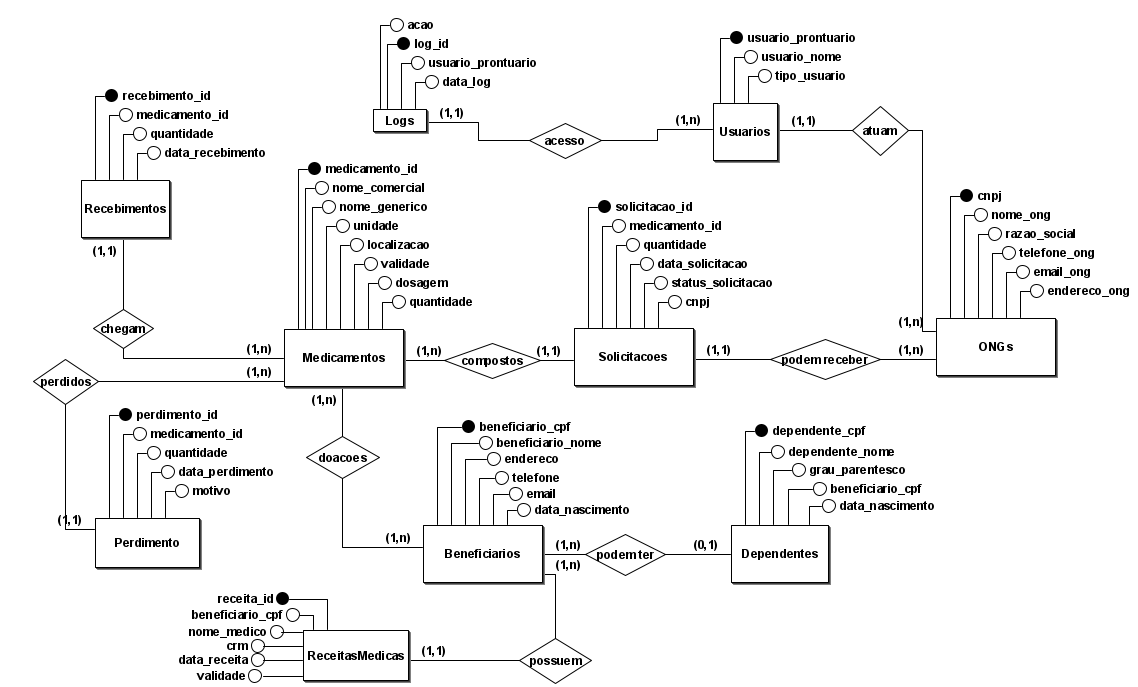 acao
log_id
usuario_prontuario
data_log
Logs
(1,1)
acesso
(1,n)
usuario_prontuario
usuario_nome
tipo_usuario
Usuarios
(1,1)
atuam
(1,n)
recebimento_id
medicamento_id
quantidade
data_recebimento
Recebimentos
(1,1)
chegam
(1,n)
medicamento_id
nome_comercial
nome_generico
unidade
localizacao
validade
dosagem
quantidade
Medicamentos
(1,n)
compostos
(1,1)
solicitacao_id
medicamento_id
quantidade
data_solicitacao
status_solicitacao
cnpj
Solicitacoes
(1,1)
podem receber
(1,n)
cnpj
nome_ong
razao_social
telefone_ong
email_ong
endereco_ong
ONGs
perdidos
(1,n)
(1,1)
perdimento_id
medicamento_id
quantidade
data_perdimento
motivo
Perdimento
(1,n)
doacoes
(1,n)
beneficiario_cpf
beneficiario_nome
endereco
telefone
email
data_nascimento
Beneficiarios
(1,n)
podem ter
(0,1)
dependente_cpf
dependente_nome
grau_parentesco
beneficiario_cpf
data_nascimento
Dependentes
(1,n)
possuem
(1,1)
receita_id
beneficiario_cpf
nome_medico
crm
data_receita
validade
ReceitasMedicas